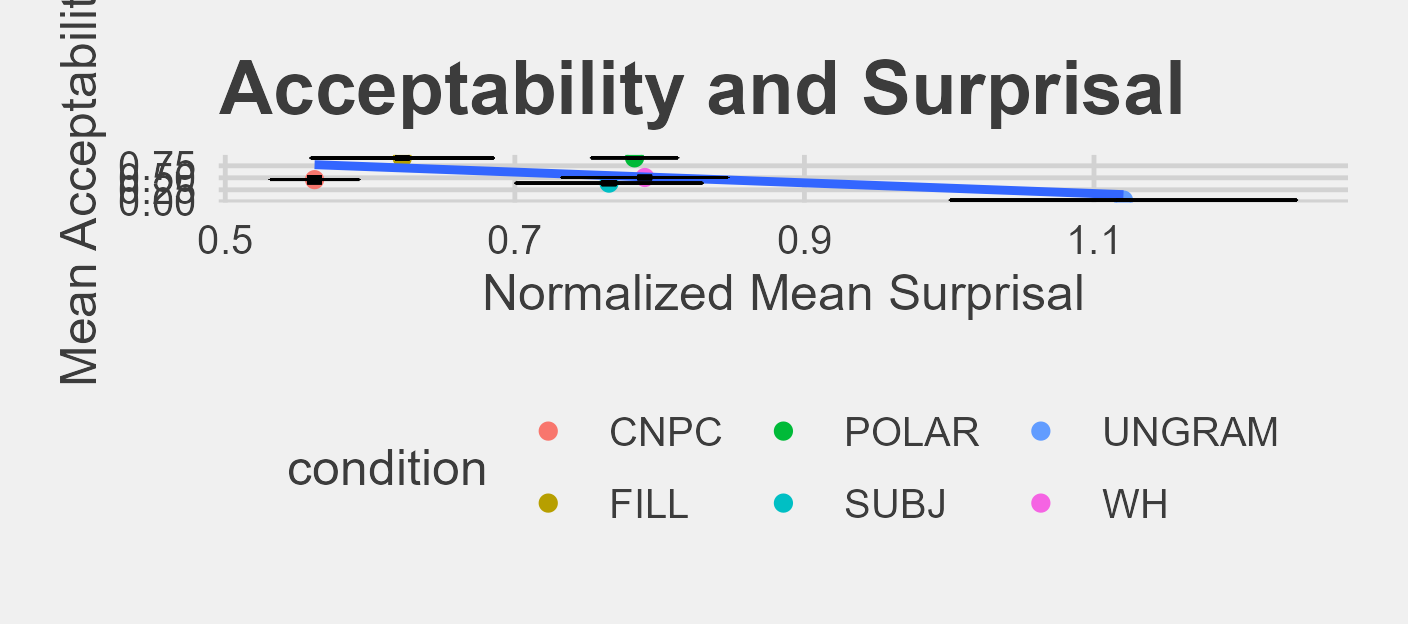 Acceptability and Surprisal
Mean Acceptabilit
0.75
0.50
0.25
0.00
0.5 0.7 0.9 1.1
Normalized Mean Surprisal
condition
CNPC POLAR UNGRAM
FILL SUBJ WH